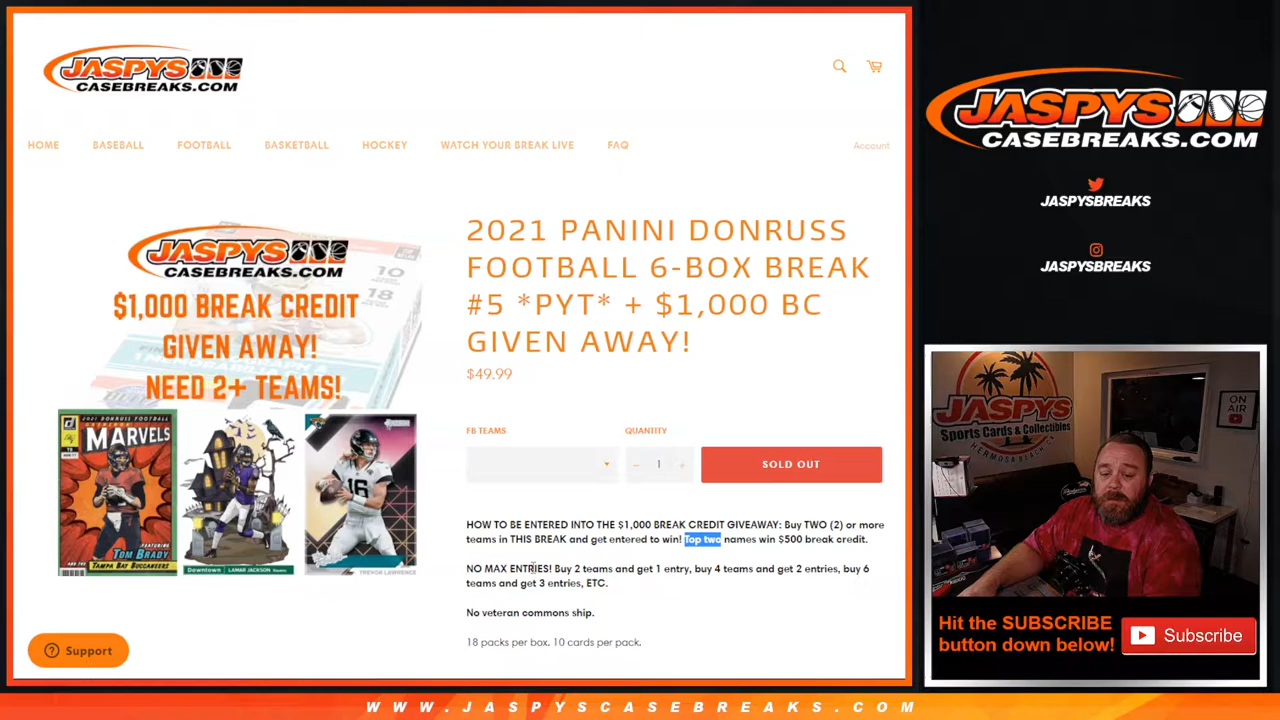 JASPYS
CASEBREAKS.COM
HOME BASEBALL FOOTBALL BASKETBALL HOCKEY WATCH YOUR BREAK LIVE FAQ Account
JASPYS
CASEBREAKS.COM
$1,000 BREAK CREDIT
GIVEN AWAY!
NEED 2+ TEAMS!
10
18
2021 DONRUSS FOOTBALL
MARVELS
TOM BRADY
TAMPA BAY BUCCANEERS
Downtown LAMAR JACKSON
16
TREVOR LAWRENCE
2021 PANINI DONRUSS
FOOTBALL 6-BOX BREAK
#5 *PYT* + $1,000 BC
GIVEN AWAY!
$49.99
FB TEAMS QUANTITY
1 SOLD OUT
HOW TO BE ENTERED INTO THE $1,000 BREAK CREDIT GIVEAWAY: Buy TWO (2) or more
teams in THIS BREAK and get entered to win! Top two names win $500 break credit.
NO MAX ENTRIES! Buy 2 teams and get 1 entry, buy 4 teams and get 2 entries, buy 6
teams and get 3 entries, ETC.
No veteran commons ship.
18 packs per box. 10 cards per pack.
Support
JASPYS
CASEBREAKS.COM
JASPYSBREAKS
JASPYSBREAKS
JASPYS
Sports Cards & Collectibles
HERMOSA BEACH
ON AIR
Hit the SUBSCRIBE
button down below!
Subscribe
WWW.JASPYSCASEBREAKS.COM